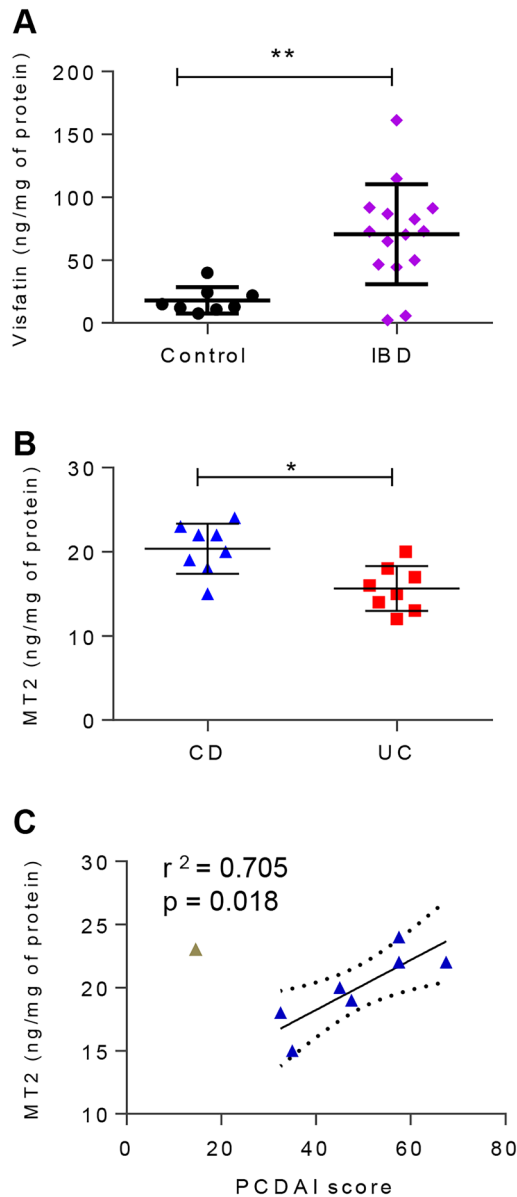 A
**
Visfatin (ng/mg of protein)
200
150
100
50
0
Control
IBD
B
*
MT2 (ng/mg of protein)
30
20
10
0
CD
UC
C
MT2 (ng/mg of protein)
30
25
20
15
10
r² = 0.705
p = 0.018
0
20
40
60
80
PCDAI score